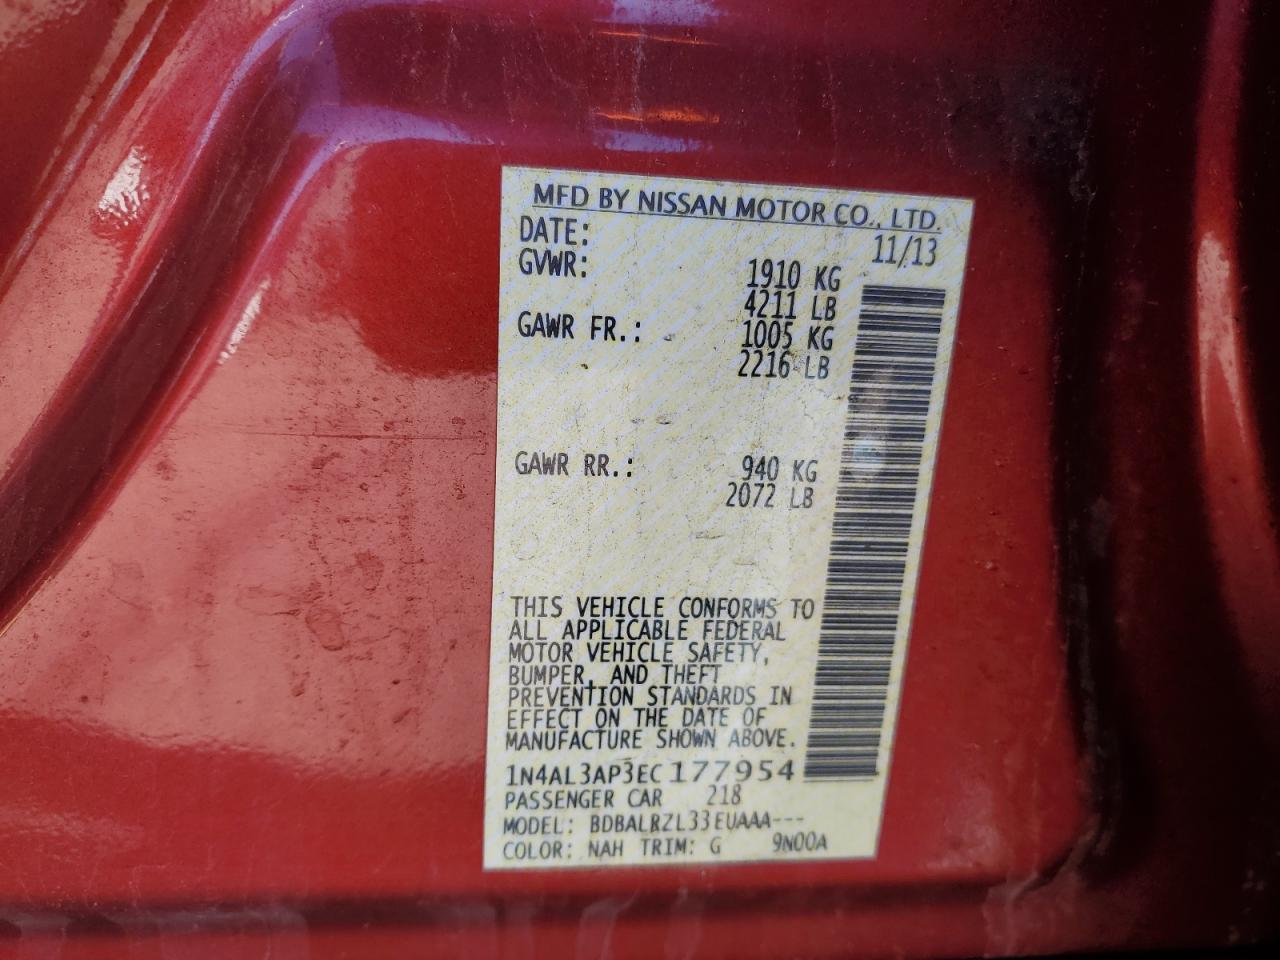 MFD BY NISSAN MOTOR CO., LTD.
DATE: 11/13
GVWR: 1910 KG
4211 LB
GAWR FR.: 1005 KG
2216 LB
GAWR RR.: 940 KG
2072 LB
THIS VEHICLE CONFORMS TO
ALL APPLICABLE FEDERAL
MOTOR VEHICLE SAFETY,
BUMPER, AND THEFT
PREVENTION STANDARDS IN
EFFECT ON THE DATE OF
MANUFACTURE SHOWN ABOVE.
1N4AL3AP3EC177954
PASSENGER CAR 218
MODEL: BDBALRZL33EUAAA---
COLOR: NAH TRIM: G 9N00A